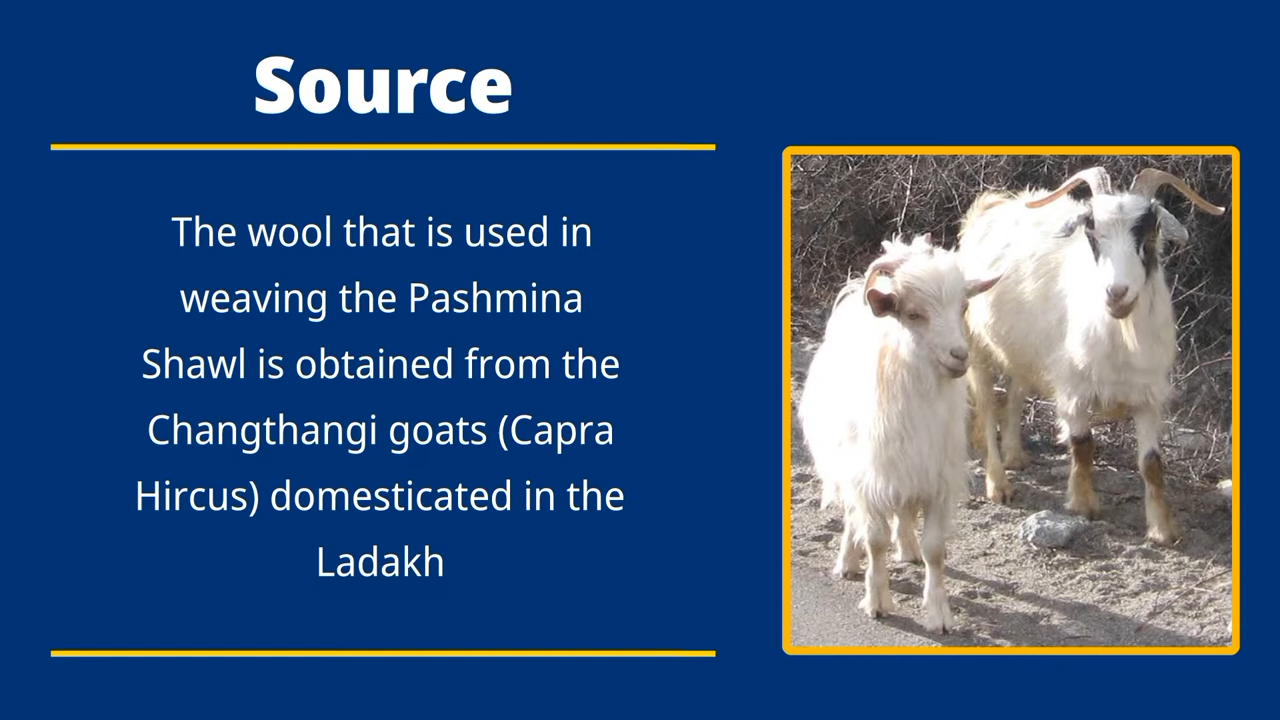 Source
The wool that is used in
weaving the Pashmina
Shawl is obtained from the
Changthangi goats (Capra
Hircus) domesticated in the
Ladakh